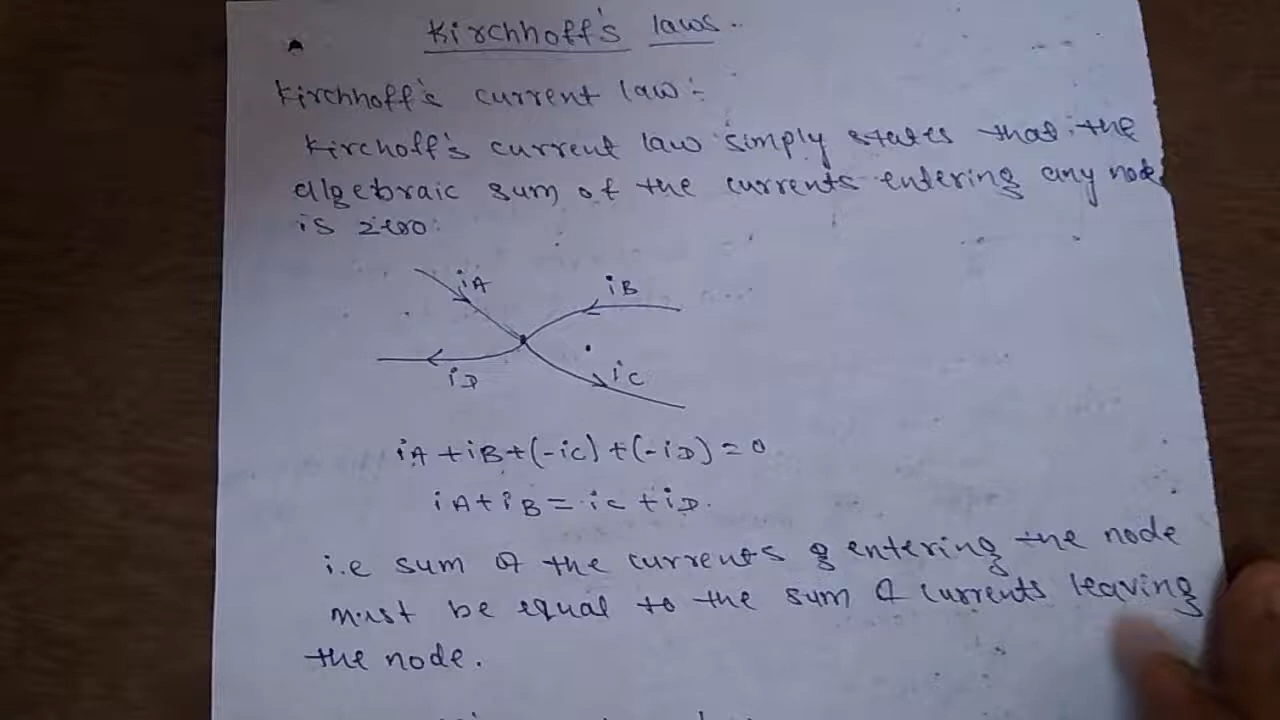 Kirchhoff's laws.
Kirchhoff's current law:-
Kirchoff's current law simply states that the
algebraic sum of the currents entering any node
is zero.
iA
iB
iD
iC
iA + iB + (-iC) + (-iD) = 0
iA + iB = iC + iD.
i.e sum of the currents entering the node
must be equal to the sum of currents leaving
the node.